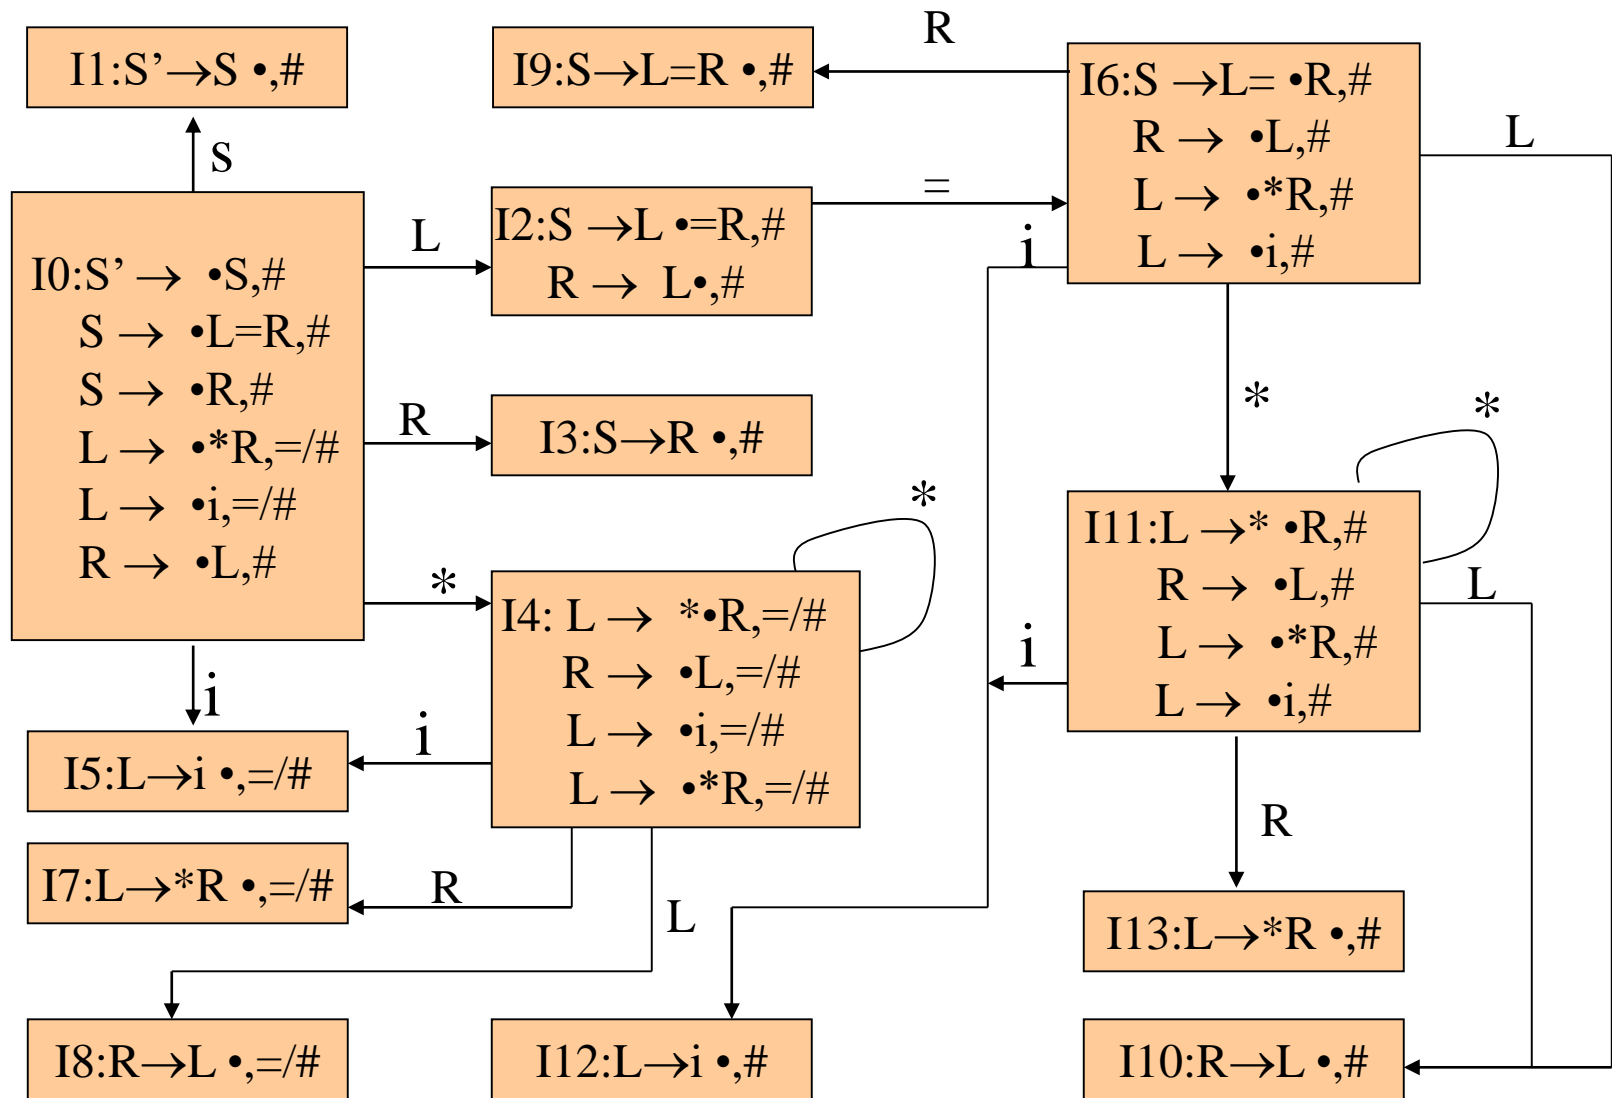 I1:S’→S •,#
S
I0:S’→ •S,#
S→ •L=R,#
S→ •R,#
L→ •*R,=/#
L→ •i,=/#
R→ •L,#
i
I5:L→i •,=/#
I7:L→*R •,=/#
I8:R→L •,=/#
L
R
*
I9:S→L=R •,#
R
I2:S→L •=R,#
R→ L•,#
=
I3:S→R •,#
*
I4: L→ *•R,=/#
R→ •L,=/#
L→ •i,=/#
L→ •*R,=/#
i
R
L
I12:L→i •,#
I6:S→L= •R,#
R→ •L,#
L→ •*R,#
L→ •i,#
L
i
*
*
I11:L→* •R,#
R→ •L,#
L→ •*R,#
L→ •i,#
L
i
R
I13:L→*R •,#
I10:R→L •,#